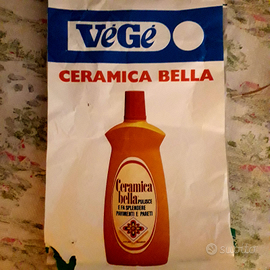 VéGé
CERAMICA BELLA
Ceramica
bella PULISCE
E FA SPLENDERE
PAVIMENTI E PARETI